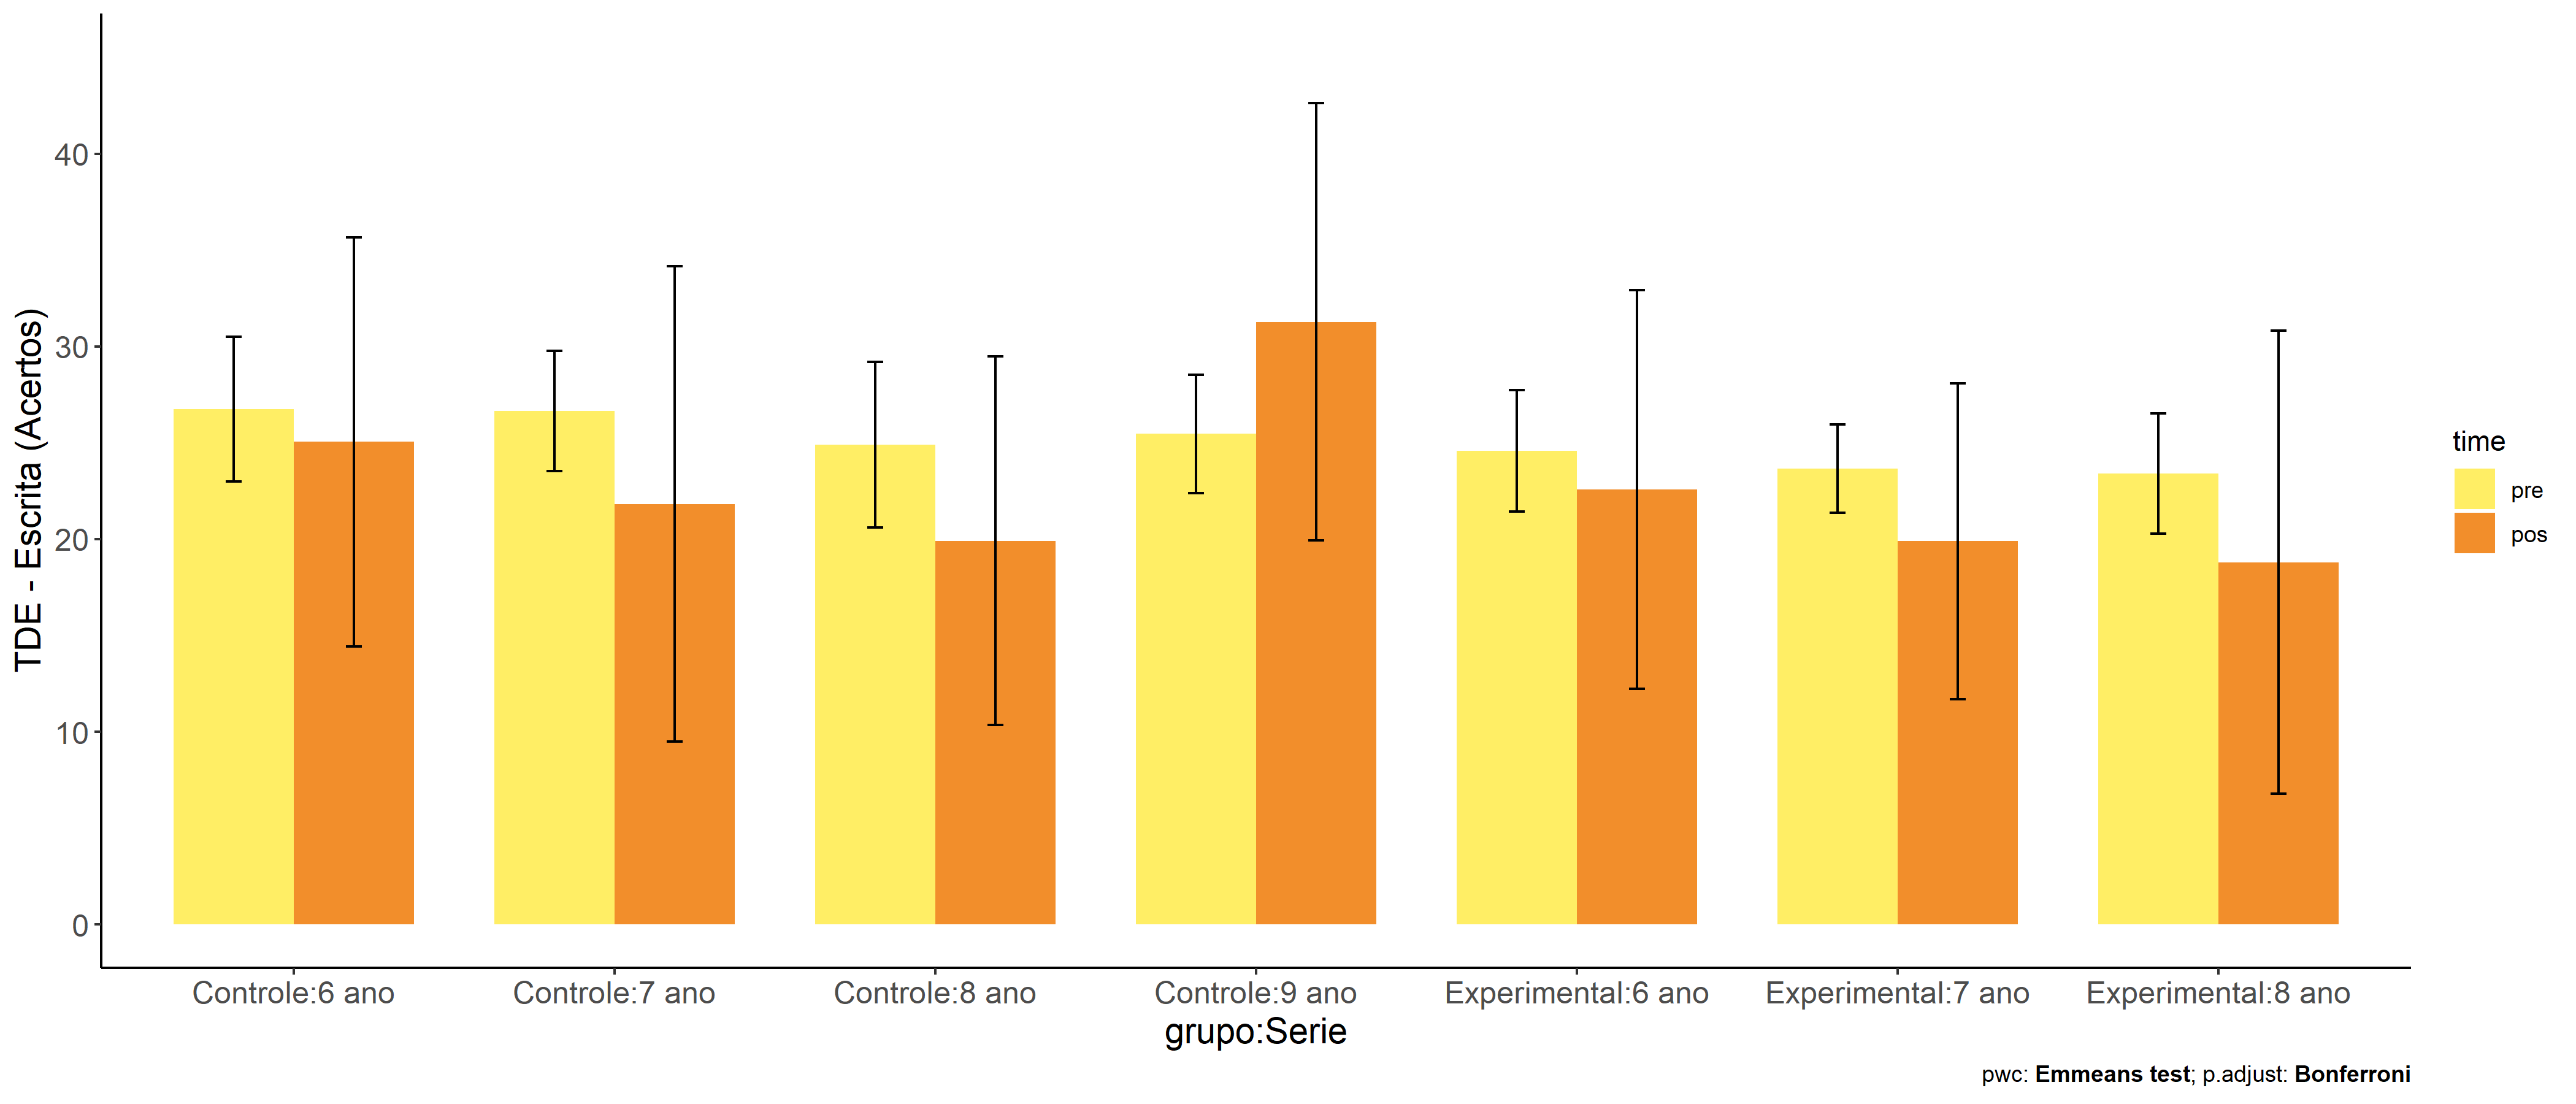 TDE - Escrita (Acertos)
40
30
20
10
0
Controle:6 ano
Controle:7 ano
Controle:8 ano
Controle:9 ano
Experimental:6 ano
Experimental:7 ano
Experimental:8 ano
grupo:Serie
time
pre
pos
pwc: Emmeans test; p.adjust: Bonferroni